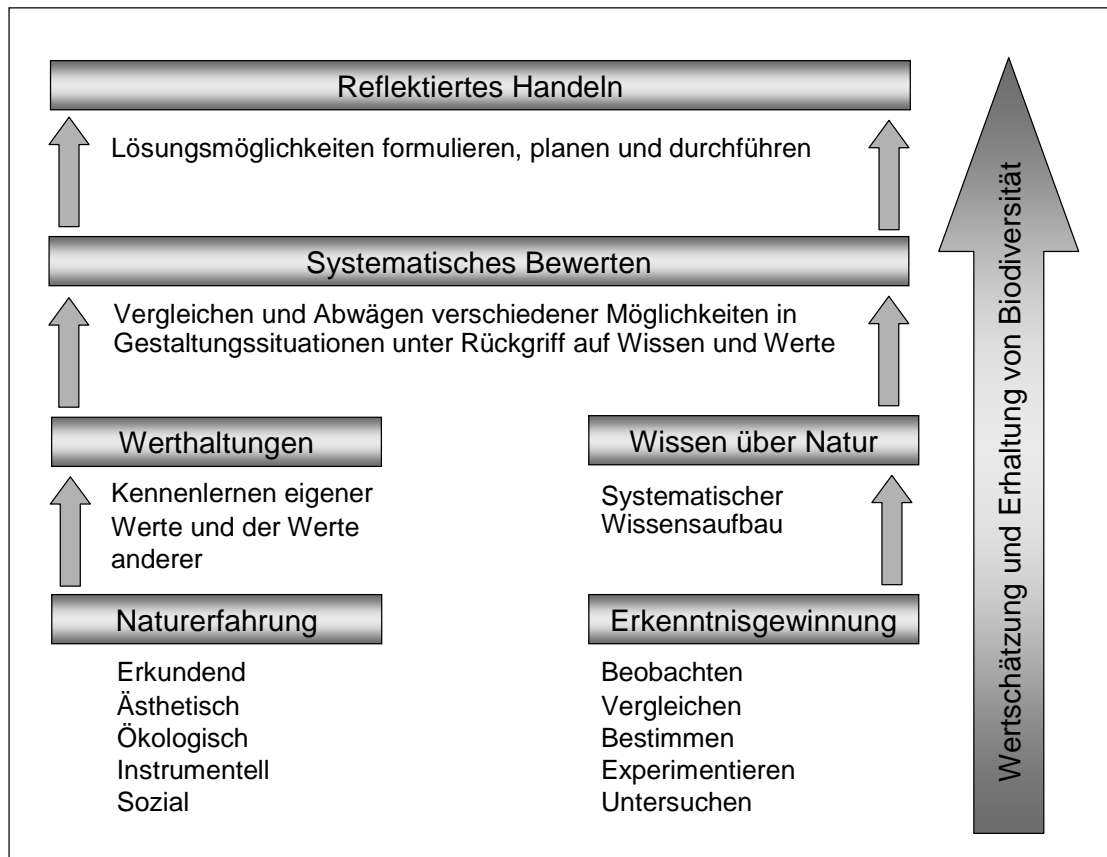 Reflektiertes Handeln
Lösungsmöglichkeiten formulieren, planen und durchführen
Systematisches Bewerten
Vergleichen und Abwägen verschiedener Möglichkeiten in
Gestaltungssituationen unter Rückgriff auf Wissen und Werte
Werthaltungen
Kennenlernen eigener
Werte und der Werte
anderer
Naturerfahrung
Erkundend
Ästhetisch
Ökologisch
Instrumentell
Sozial
Wissen über Natur
Systematischer
Wissensaufbau
Erkenntnisgewinnung
Beobachten
Vergleichen
Bestimmen
Experimentieren
Untersuchen
Wertschätzung und Erhaltung von Biodiversität